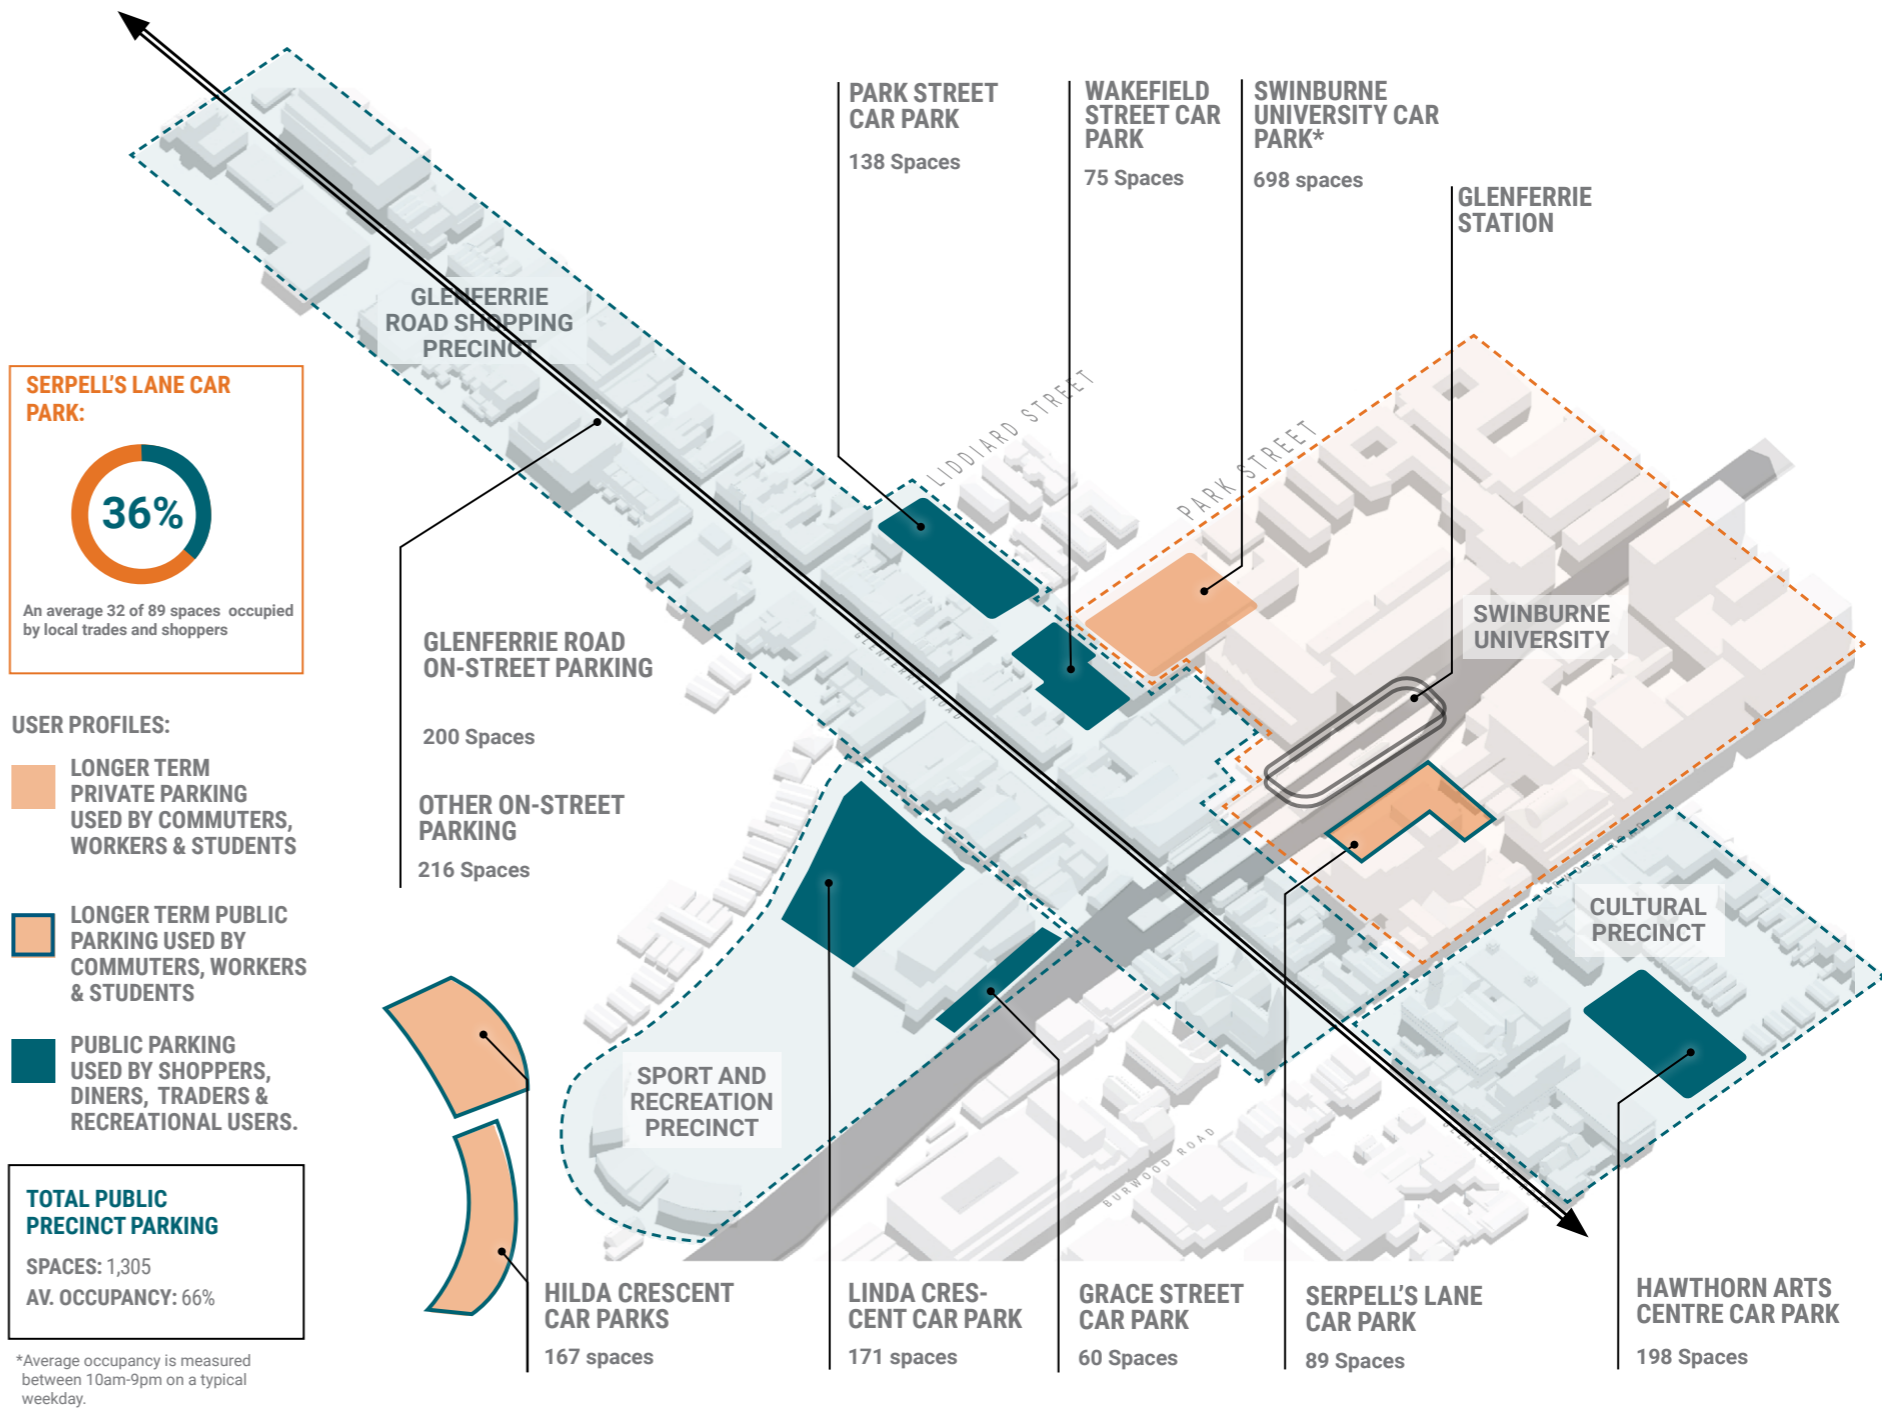 PARK STREET
CAR PARK
138 Spaces
WAKEFIELD
STREET CAR
PARK
75 Spaces
SWINBURNE
UNIVERSITY CAR
PARK*
698 spaces
GLENFERRIE
STATION
GLENFERRIE
ROAD SHOPPING
PRECINCT
LIDDIARD STREET
PARK STREET
SERPELL'S LANE CAR
PARK:
36%
An average 32 of 89 spaces occupied
by local trades and shoppers
SWINBURNE
UNIVERSITY
GLENFERRIE ROAD
GLENFERRIE ROAD
ON-STREET PARKING
200 Spaces
OTHER ON-STREET
PARKING
216 Spaces
USER PROFILES:
LONGER TERM
PRIVATE PARKING
USED BY COMMUTERS,
WORKERS & STUDENTS
LONGER TERM PUBLIC
PARKING USED BY
COMMUTERS, WORKERS
& STUDENTS
PUBLIC PARKING
USED BY SHOPPERS,
DINERS, TRADERS &
RECREATIONAL USERS.
CULTURAL
PRECINCT
SPORT AND
RECREATION
PRECINCT
BURWOOD ROAD
TOTAL PUBLIC
PRECINCT PARKING
SPACES: 1,305
AV. OCCUPANCY: 66%
*Average occupancy is measured
between 10am-9pm on a typical
weekday.
HILDA CRESCENT
CAR PARKS
167 spaces
LINDA CRES-
CENT CAR PARK
171 spaces
GRACE STREET
CAR PARK
60 Spaces
SERPELL'S LANE
CAR PARK
89 Spaces
HAWTHORN ARTS
CENTRE CAR PARK
198 Spaces